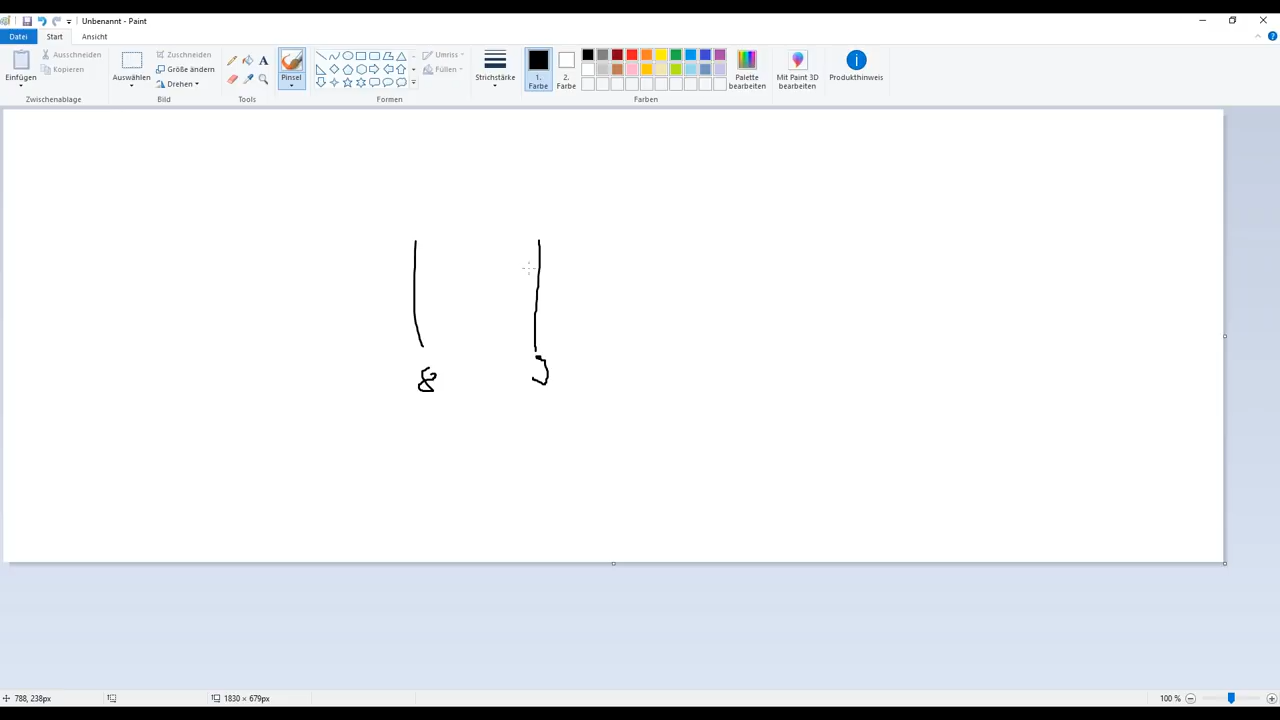 Unbenannt - Paint
Datei Start Ansicht
Einfügen
Ausschneiden
Kopieren
Zwischenablage
Auswählen
Zuschneiden
Größe ändern
Drehen
Bild
Tools
Pinsel
Formen
Umriss
Füllen
Strichstärke
1. Farbe
2. Farbe
Farben
Palette bearbeiten
Mit Paint 3D bearbeiten
Produkthinweis
8
788, 238px
1830 × 679px
100 %